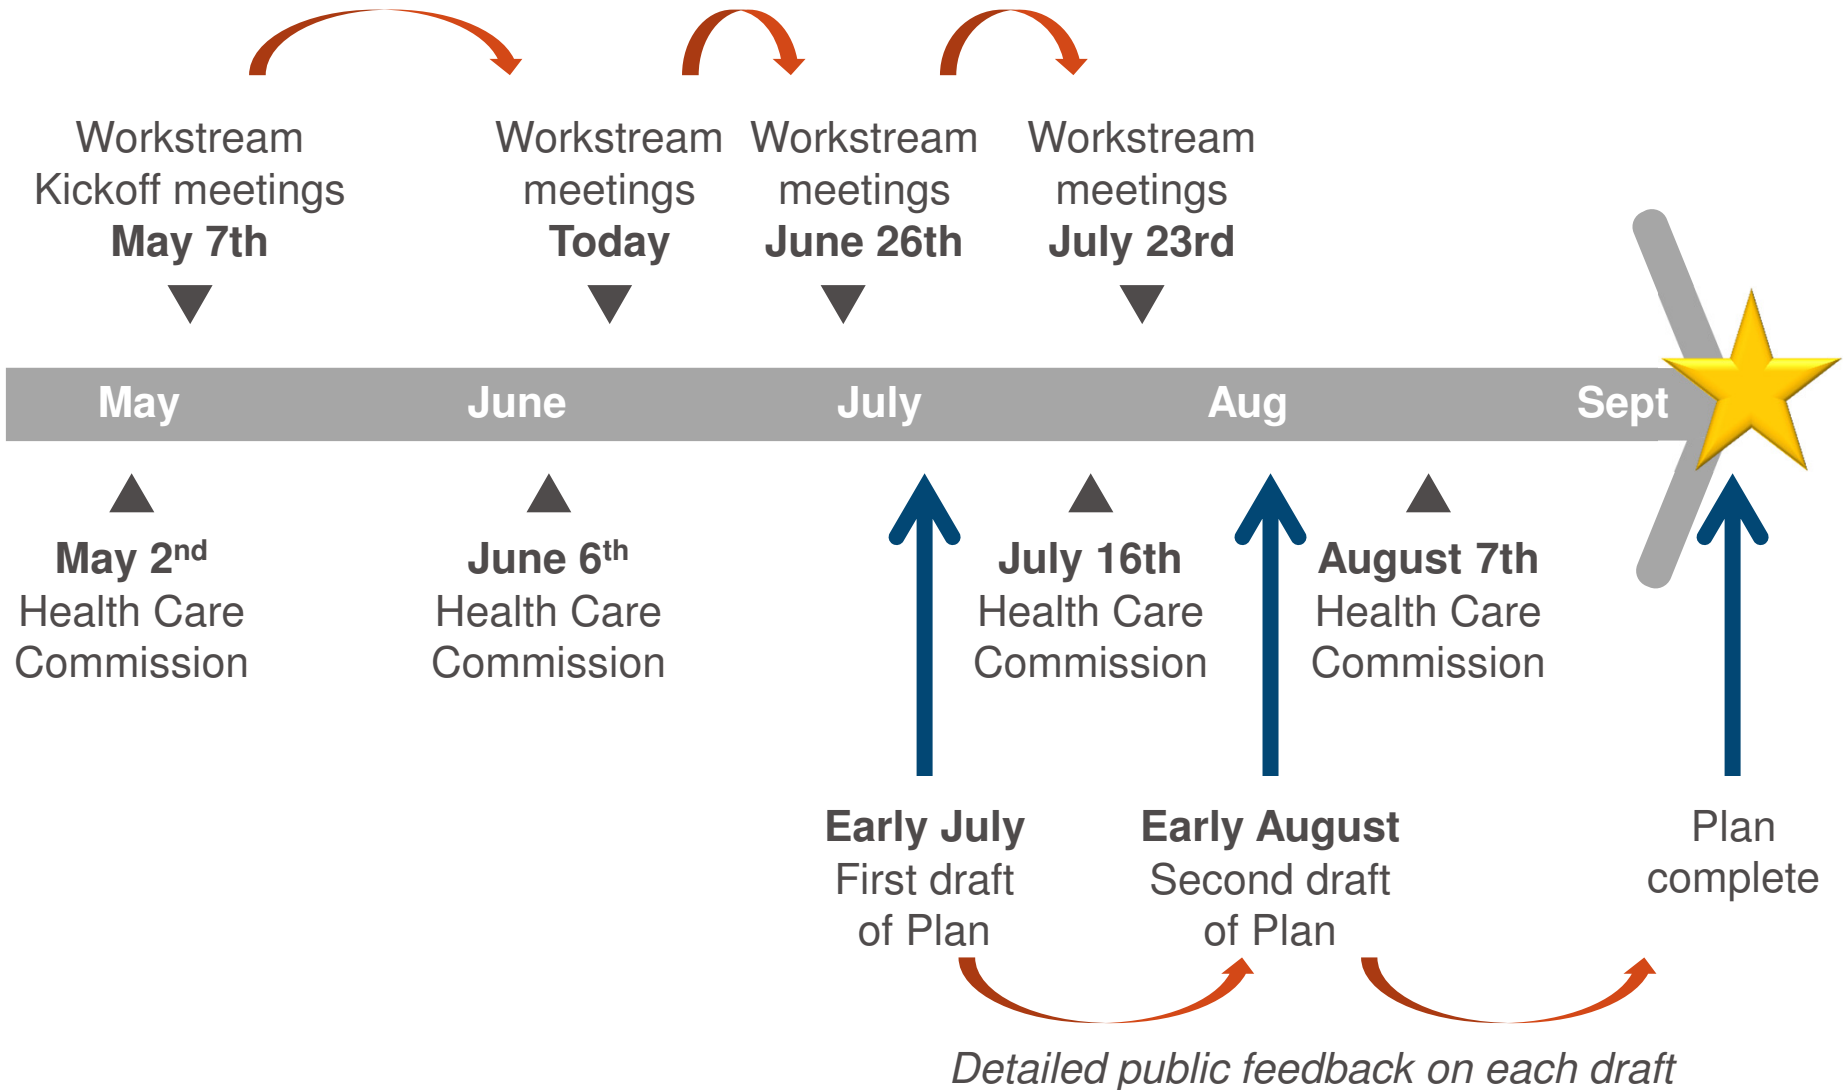 Workstream
Kickoff meetings
May 7th
Workstream
meetings
Today
Workstream
meetings
June 26th
Workstream
meetings
July 23rd
May
June
July
Aug
Sept
May 2nd
Health Care
Commission
June 6th
Health Care
Commission
July 16th
Health Care
Commission
August 7th
Health Care
Commission
Early July
First draft
of Plan
Early August
Second draft
of Plan
Plan
complete
Detailed public feedback on each draft